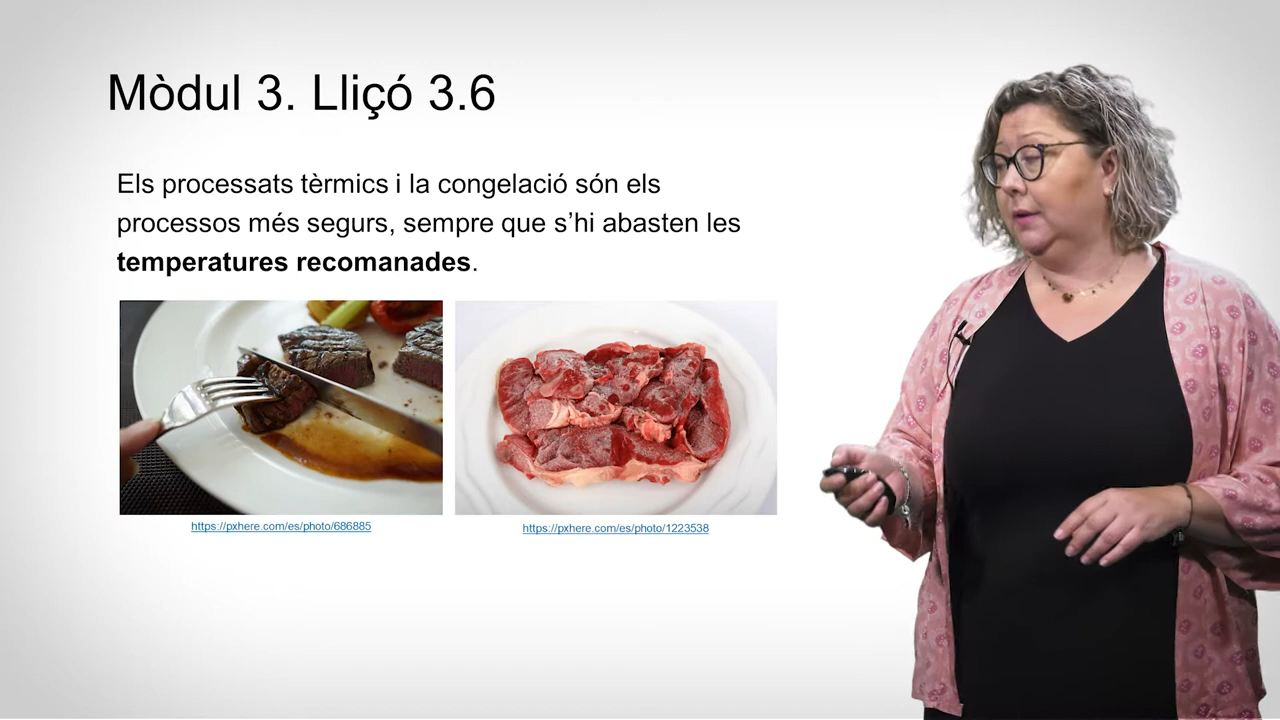 Mòdul 3. Lliçó 3.6
Els processats tèrmics i la congelació són els
processos més segurs, sempre que s’hi abasten les
temperatures recomanades.
https://pxhere.com/es/photo/686885
https://pxhere.com/es/photo/1223538